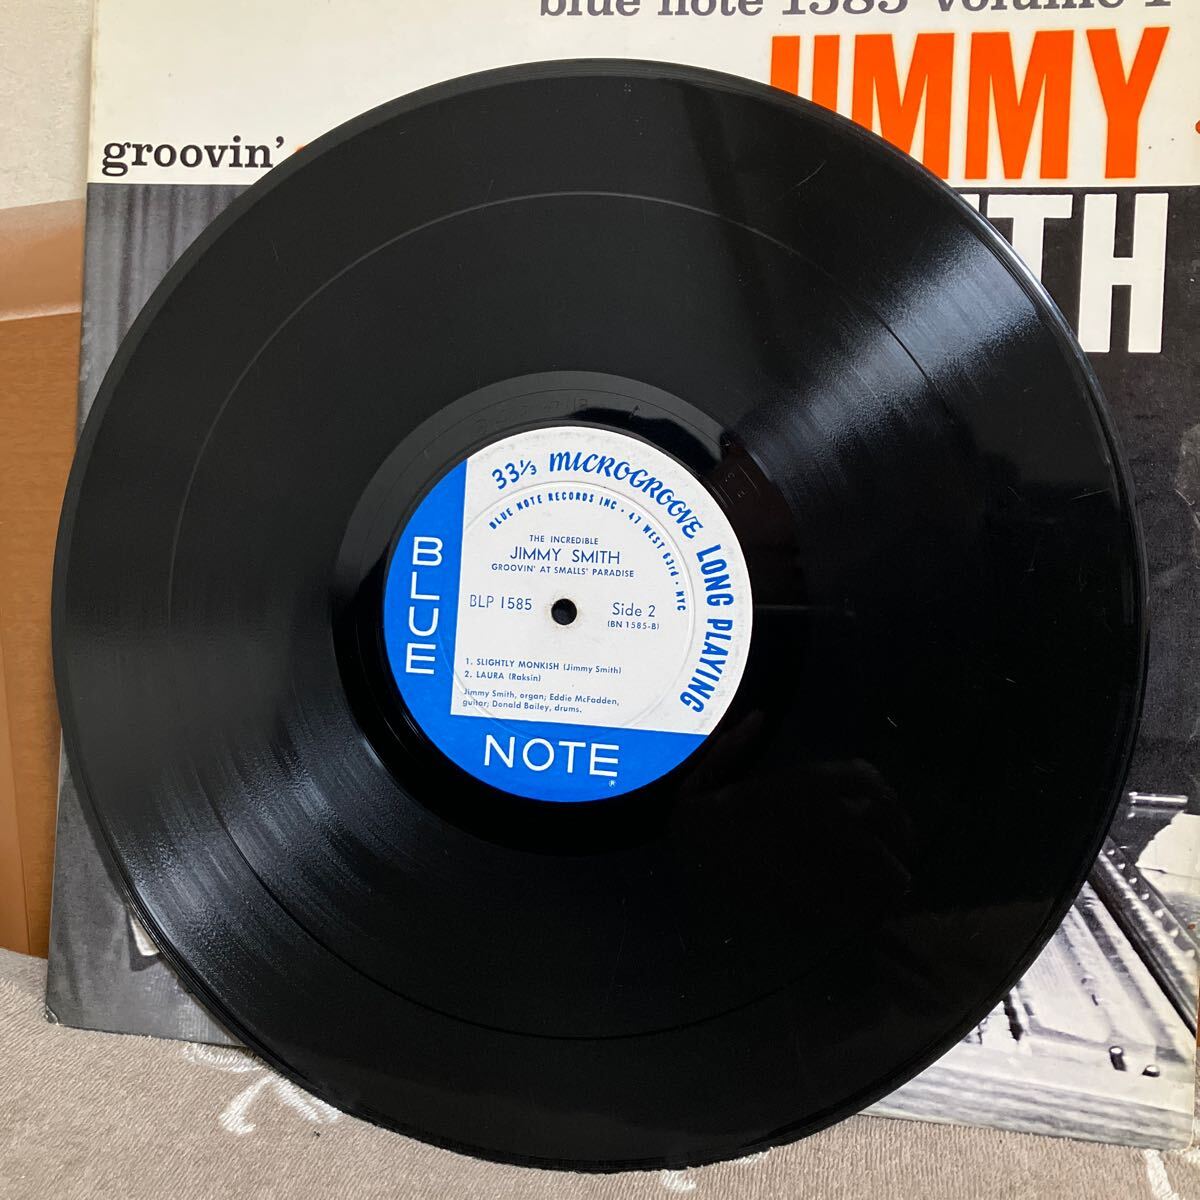 blue note 1585 volume 1
JIMMY
groovin'
TH
33⅓ MICROGROOVE LONG PLAYING
BLUE NOTE RECORDS INC · 47 WEST 63rd · NYC
THE INCREDIBLE
JIMMY SMITH
GROOVIN' AT SMALLS' PARADISE
BLP 1585
Side 2
(BN 1585-B)
1. SLIGHTLY MONKISH (Jimmy Smith)
2. LAURA (Raksin)
Jimmy Smith, organ; Eddie McFadden,
guitar; Donald Bailey, drums.
BLUE
NOTE
®